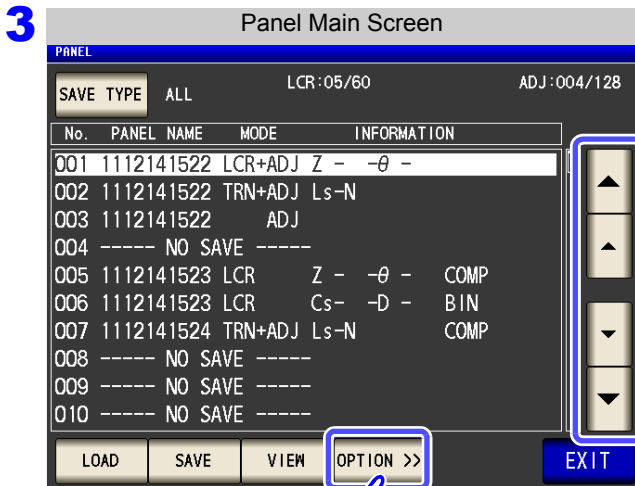 3
Panel Main Screen
PANEL
SAVE TYPE ALL LCR:05/60 ADJ:004/128
No. PANEL NAME MODE INFORMATION
001 1112141522 LCR+ADJ Z - -θ -
002 1112141522 TRN+ADJ Ls-N
003 1112141522 ADJ
004 ----- NO SAVE -----
005 1112141523 LCR Z - -θ - COMP
006 1112141523 LCR Cs- -D - BIN
007 1112141524 TRN+ADJ Ls-N COMP
008 ----- NO SAVE -----
009 ----- NO SAVE -----
010 ----- NO SAVE -----
LOAD SAVE VIEW OPTION >> EXIT